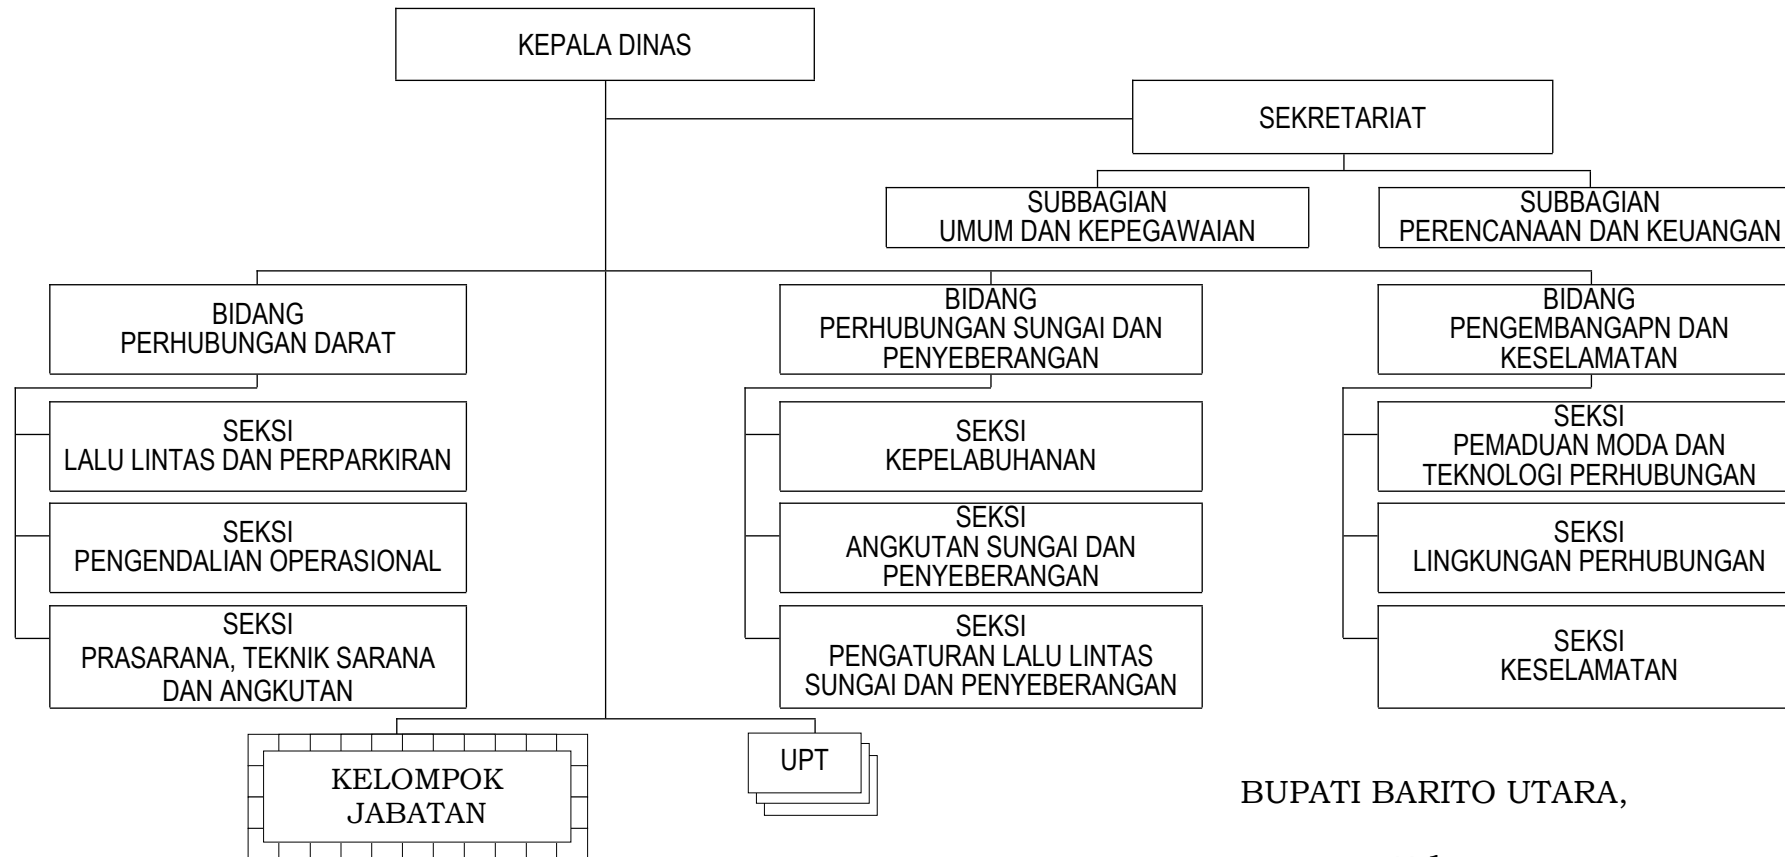 KEPALA DINAS
SEKRETARIAT
SUBBAGIAN
UMUM DAN KEPEGAWAIAN
SUBBAGIAN
PERENCANAAN DAN KEUANGAN
BIDANG
PERHUBUNGAN DARAT
BIDANG
PERHUBUNGAN SUNGAI DAN
PENYEBERANGAN
BIDANG
PENGEMBANGAPN DAN
KESELAMATAN
SEKSI
LALU LINTAS DAN PERPARKIRAN
SEKSI
KEPELABUHANAN
SEKSI
PEMADUAN MODA DAN
TEKNOLOGI PERHUBUNGAN
SEKSI
PENGENDALIAN OPERASIONAL
SEKSI
ANGKUTAN SUNGAI DAN
PENYEBERANGAN
SEKSI
LINGKUNGAN PERHUBUNGAN
SEKSI
PRASARANA, TEKNIK SARANA
DAN ANGKUTAN
SEKSI
PENGATURAN LALU LINTAS
SUNGAI DAN PENYEBERANGAN
SEKSI
KESELAMATAN
KELOMPOK
JABATAN
UPT
BUPATI BARITO UTARA,